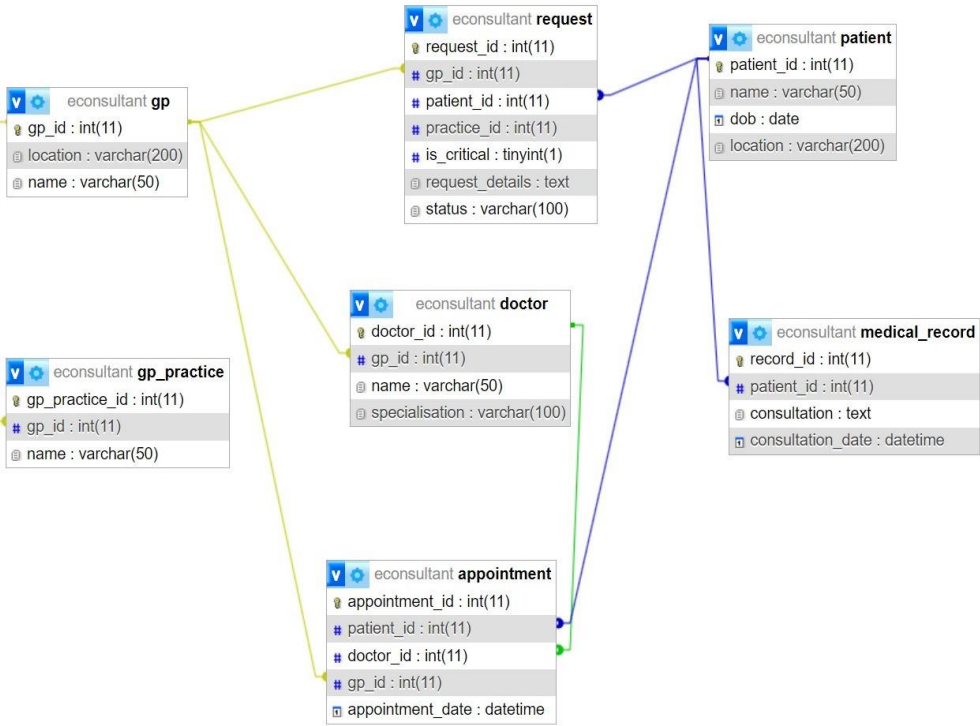 econsultant request
request_id : int(11)
gp_id : int(11)
patient_id : int(11)
practice_id : int(11)
is_critical : tinyint(1)
request_details : text
status : varchar(100)
econsultant patient
patient_id : int(11)
name : varchar(50)
dob : date
location : varchar(200)
econsultant gp
gp_id : int(11)
location : varchar(200)
name : varchar(50)
econsultant doctor
doctor_id : int(11)
gp_id : int(11)
name : varchar(50)
specialisation : varchar(100)
econsultant medical_record
record_id : int(11)
patient_id : int(11)
consultation : text
consultation_date : datetime
econsultant gp_practice
gp_practice_id : int(11)
gp_id : int(11)
name : varchar(50)
econsultant appointment
appointment_id : int(11)
patient_id : int(11)
doctor_id : int(11)
gp_id : int(11)
appointment_date : datetime